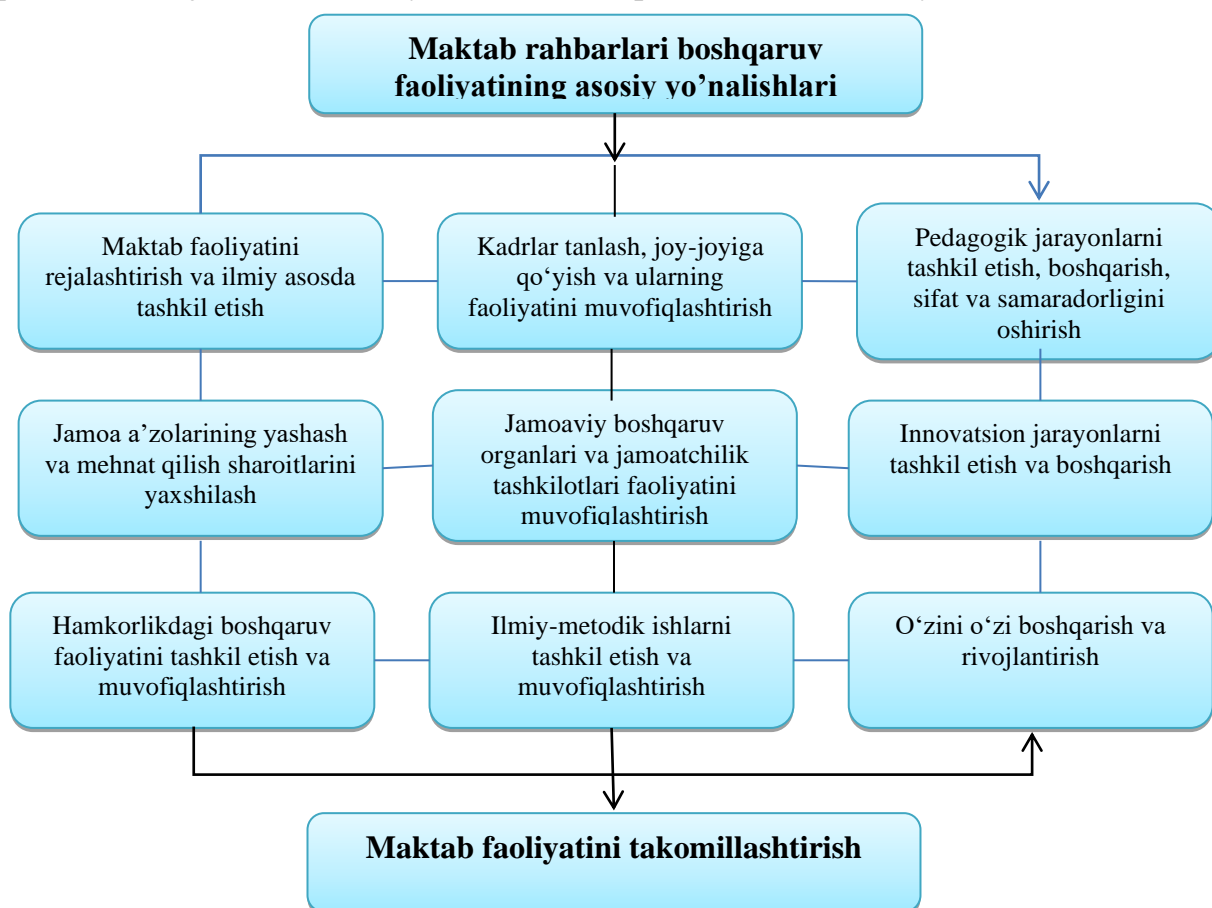 Maktab rahbarlari boshqaruv
faoliyatining asosiy yo’nalishlari
Maktab faoliyatini
rejalashtirish va ilmiy asosda
tashkil etish
Kadrlar tanlash, joy-joyiga
qo‘yish va ularning
faoliyatini muvofiqlashtirish
Pedagogik jarayonlarni
tashkil etish, boshqarish,
sifat va samaradorligini
oshirish
Jamoa a’zolarining yashash
va mehnat qilish sharoitlarini
yaxshilash
Jamoaviy boshqaruv
organlari va jamoatchilik
tashkilotlari faoliyatini
muvofiqlashtirish
Innovatsion jarayonlarni
tashkil etish va boshqarish
Hamkorlikdagi boshqaruv
faoliyatini tashkil etish va
muvofiqlashtirish
Ilmiy-metodik ishlarni
tashkil etish va
muvofiqlashtirish
O‘zini o‘zi boshqarish va
rivojlantirish
Maktab faoliyatini takomillashtirish